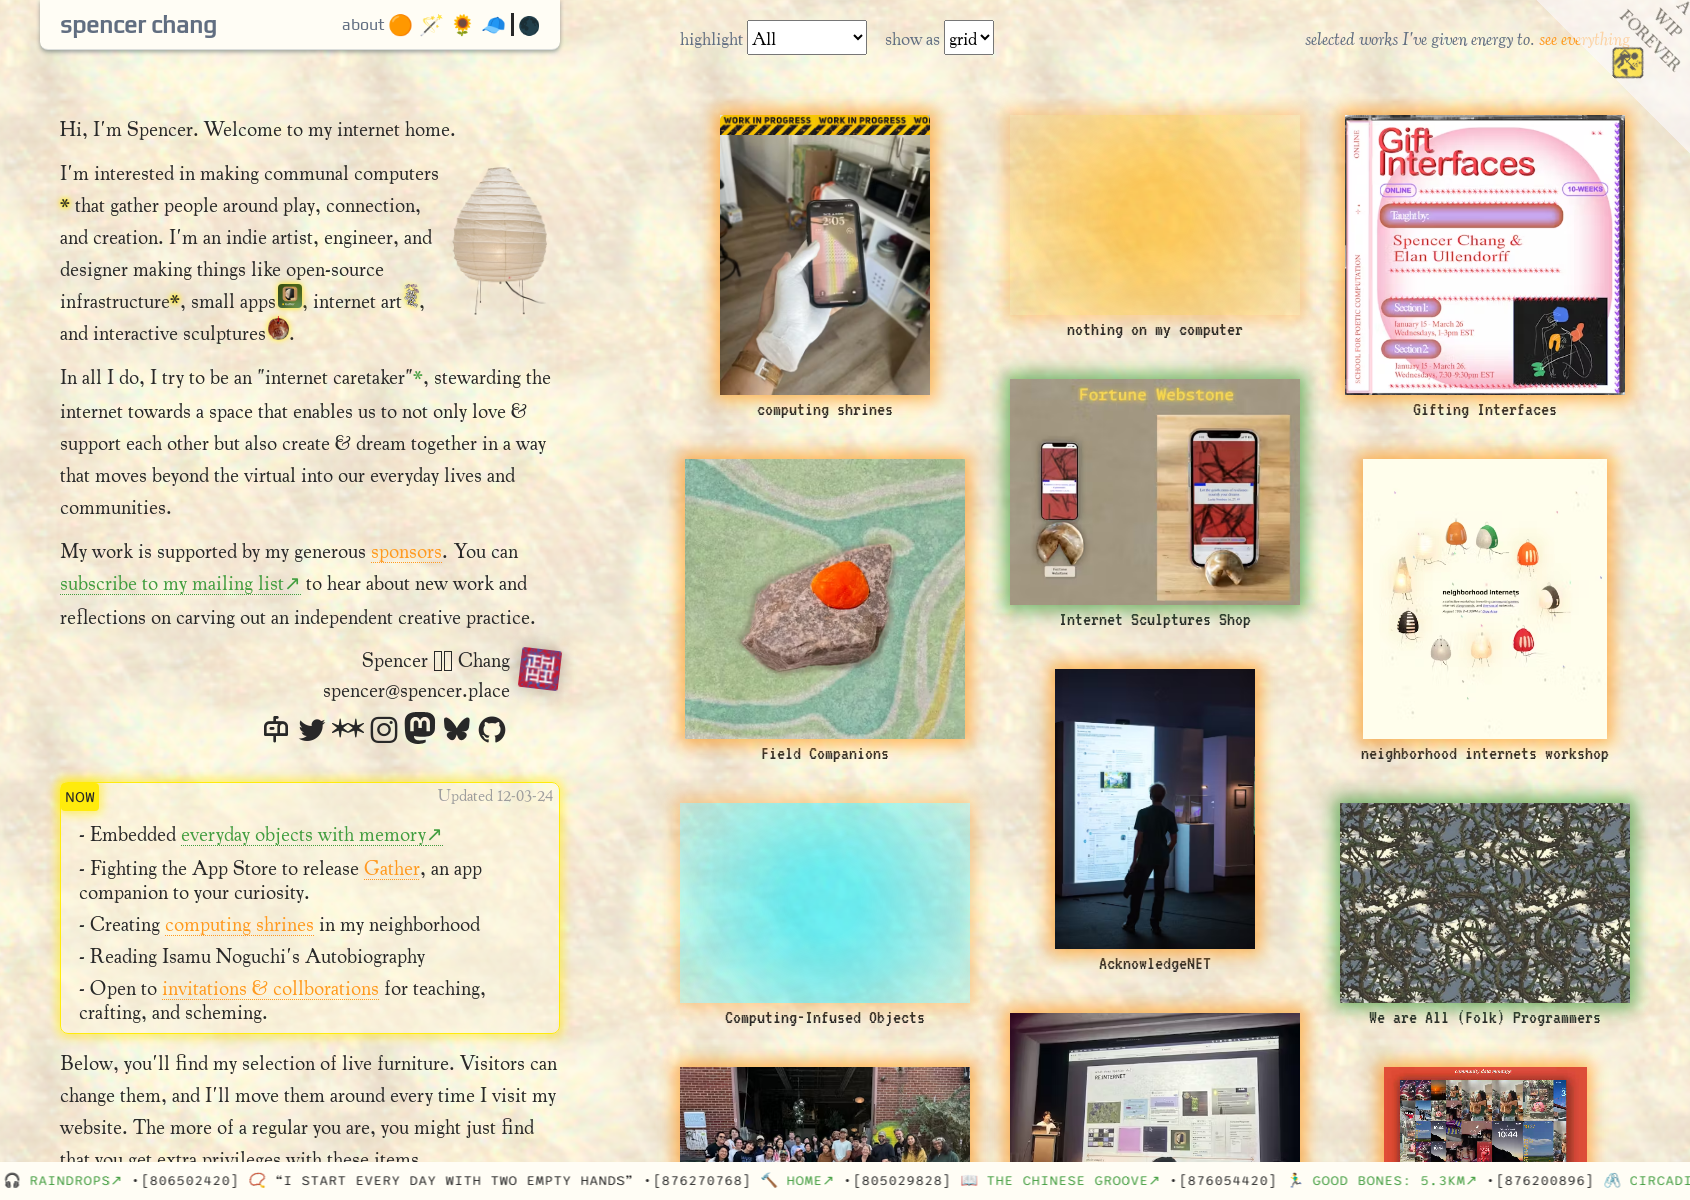 spencer chang
about
highlight All show as grid
selected works I've given energy to. see everything
A WIP FOREVER
Hi, I'm Spencer. Welcome to my internet home.
I'm interested in making communal computers
* that gather people around play, connection,
and creation. I'm an indie artist, engineer, and
designer making things like open-source
infrastructure*, small apps, internet art,
and interactive sculptures.
In all I do, I try to be an "internet caretaker"*, stewarding the
internet towards a space that enables us to not only love &
support each other but also create & dream together in a way
that moves beyond the virtual into our everyday lives and
communities.
My work is supported by my generous sponsors. You can
subscribe to my mailing list↗ to hear about new work and
reflections on carving out an independent creative practice.
Spencer Chang
spencer@spencer.place
NOW
Updated 12-03-24
- Embedded everyday objects with memory↗
- Fighting the App Store to release Gather, an app
companion to your curiosity.
- Creating computing shrines in my neighborhood
- Reading Isamu Noguchi's Autobiography
- Open to invitations & collborations for teaching,
crafting, and scheming.
Below, you'll find my selection of live furniture. Visitors can
change them, and I'll move them around every time I visit my
website. The more of a regular you are, you might just find
that you get extra privileges with these items.
WORK IN PROGRESS WORK IN PROGRESS WO
2:05
computing shrines
nothing on my computer
Gift
Interfaces
ONLINE
10-WEEKS
Taught by:
Spencer Chang &
Elan Ullendorff
Section 1:
January 15 - March 26
Wednesdays, 1-3pm EST
Section 2:
January 15 - March 26,
Wednesdays, 7:30-9:30pm EST
SCHOOL FOR POETIC COMPUTATION
ONLINE
Gifting Interfaces
Fortune Webstone
Internet Sculptures Shop
Field Companions
neighborhood internets
neighborhood internets workshop
AcknowledgeNET
Computing-Infused Objects
We are All (Folk) Programmers
RE:INTERNET
10:44
🎧 RAINDROPS↗ •[806502420] "I START EVERY DAY WITH TWO EMPTY HANDS" •[876270768] 🔨 HOME↗ •[805029828] 📖 THE CHINESE GROOVE↗ •[876054420] GOOD BONES: 5.3KM↗ •[876200896] CIRCADI